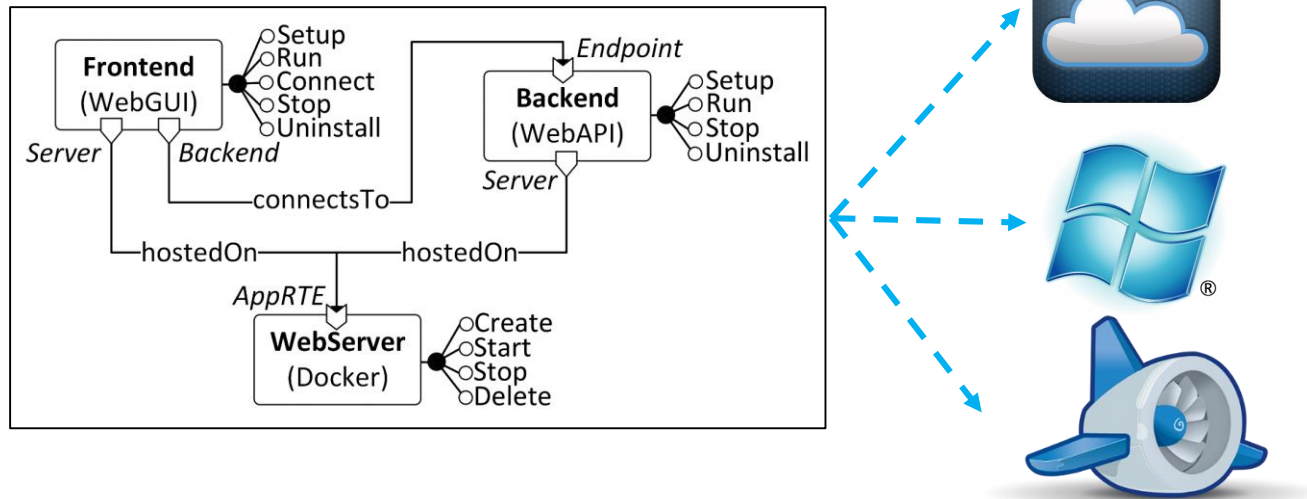 Frontend
(WebGUI)
Setup
Run
Connect
Stop
Uninstall
Server
Backend
connectsTo
Endpoint
Backend
(WebAPI)
Setup
Run
Stop
Uninstall
Server
hostedOn
hostedOn
AppRTE
WebServer
(Docker)
Create
Start
Stop
Delete
®